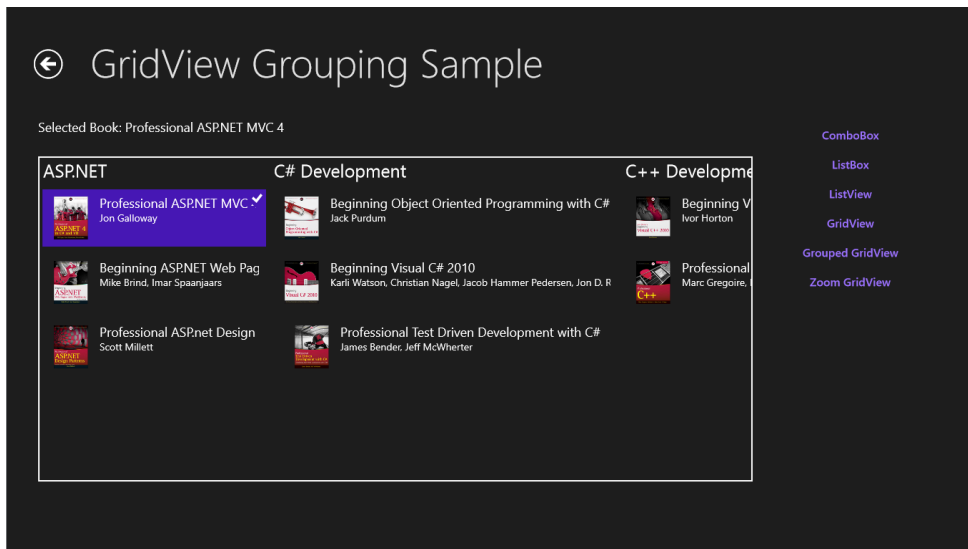 GridView Grouping Sample
Selected Book: Professional ASP.NET MVC 4
ASP.NET
Professional ASP.NET MVC
Jon Galloway
Beginning ASP.NET Web Pag
Mike Brind, Imar Spaanjaars
Professional ASP.net Design
Scott Millett
C# Development
Beginning Object Oriented Programming with C#
Jack Purdum
Beginning Visual C# 2010
Karli Watson, Christian Nagel, Jacob Hammer Pedersen, Jon D. R
Professional Test Driven Development with C#
James Bender, Jeff McWherter
C++ Developme
Beginning V
Ivor Horton
Professional
Marc Gregoire,
ComboBox
ListBox
ListView
GridView
Grouped GridView
Zoom GridView